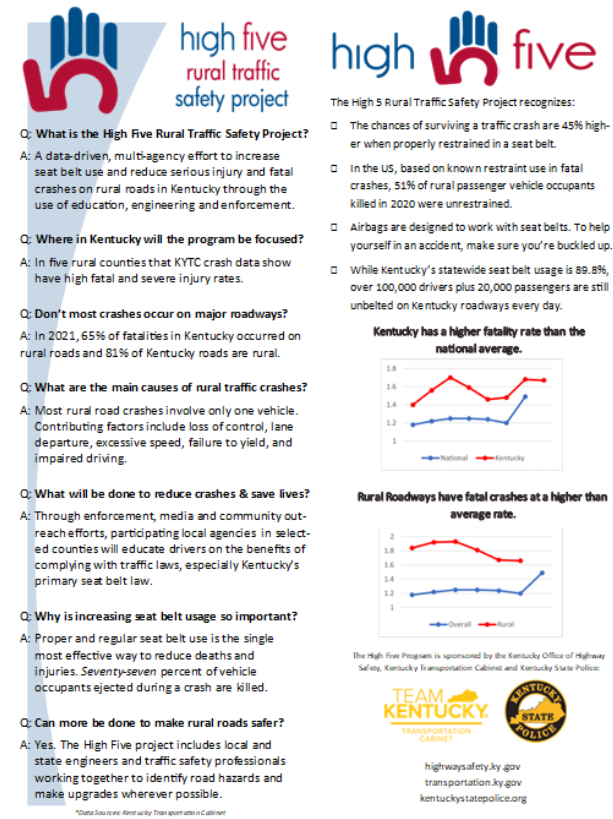 high five
rural traffic
safety project
Q: What is the High Five Rural Traffic Safety Project?
A: A data-driven, multi-agency effort to increase
seat belt use and reduce serious injury and fatal
crashes on rural roads in Kentucky through the
use of education, engineering and enforcement.
Q: Where in Kentucky will the program be focused?
A: In five rural counties that KYTC crash data show
have high fatal and severe injury rates.
Q: Don't most crashes occur on major roadways?
A: In 2021, 65% of fatalities in Kentucky occurred on
rural roads and 81% of Kentucky roads are rural.
Q: What are the main causes of rural traffic crashes?
A: Most rural road crashes involve only one vehicle.
Contributing factors include loss of control, lane
departure, excessive speed, failure to yield, and
impaired driving.
Q: What will be done to reduce crashes & save lives?
A: Through enforcement, media and community out-
reach efforts, participating local agencies in select-
ed counties will educate drivers on the benefits of
complying with traffic laws, especially Kentucky's
primary seat belt law.
Q: Why is increasing seat belt usage so important?
A: Proper and regular seat belt use is the single
most effective way to reduce deaths and
injuries. Seventy-seven percent of vehicle
occupants ejected during a crash are killed.
Q: Can more be done to make rural roads safer?
A: Yes. The High Five project includes local and
state engineers and traffic safety professionals
working together to identify road hazards and
make upgrades wherever possible.
*Data Sources: Kentucky Transportation Cabinet
high five
The High 5 Rural Traffic Safety Project recognizes:
The chances of surviving a traffic crash are 45% high-
er when properly restrained in a seat belt.
In the US, based on known restraint use in fatal
crashes, 51% of rural passenger vehicle occupants
killed in 2020 were unrestrained.
Airbags are designed to work with seat belts. To help
yourself in an accident, make sure you're buckled up.
While Kentucky's statewide seat belt usage is 89.8%,
over 100,000 drivers plus 20,000 passengers are still
unbelted on Kentucky roadways every day.
Kentucky has a higher fatality rate than the
national average.
1.8
1.6
1.4
1.2
1
National Kentucky
Rural Roadways have fatal crashes at a higher than
average rate.
2
1.8
1.6
1.4
1.2
1
Overall Rural
The High Five Program is sponsored by the Kentucky Office of Highway
Safety, Kentucky Transportation Cabinet and Kentucky State Police:
TEAM
KENTUCKY.
TRANSPORTATION
CABINET
KENTUCKY
STATE
POLICE
highwaysafety.ky.gov
transportation.ky.gov
kentuckystatepolice.org